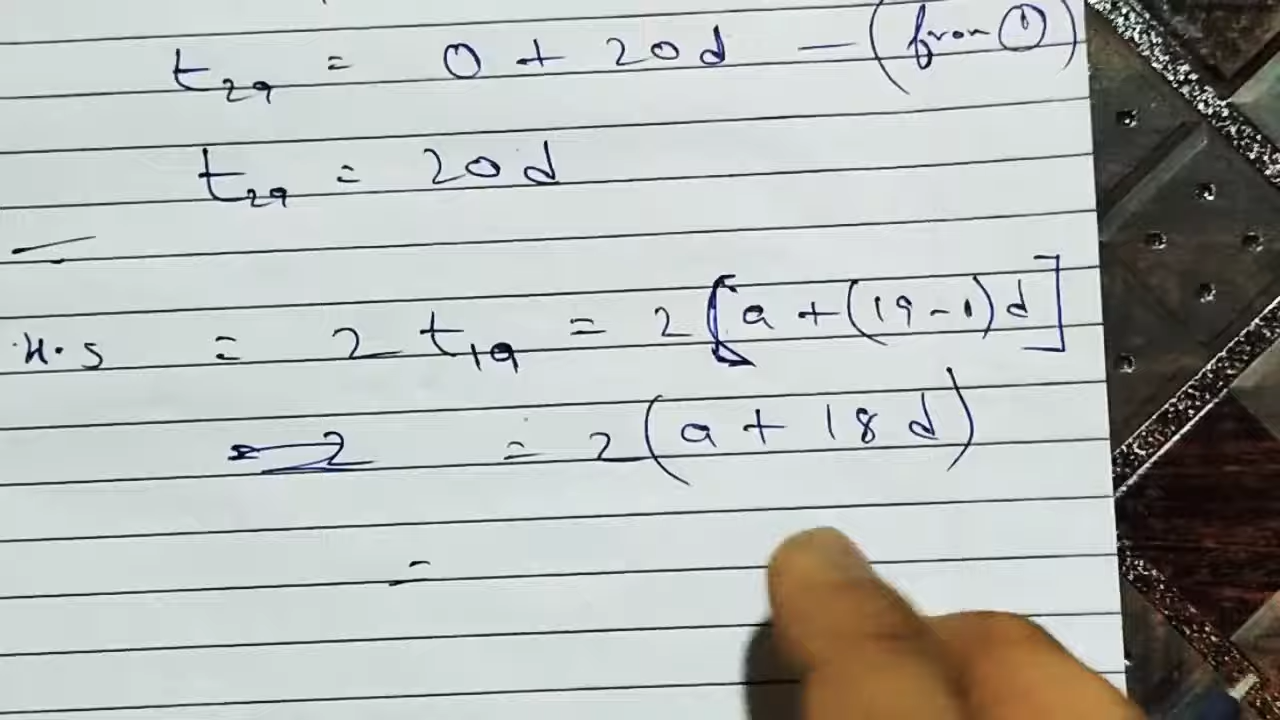 t₂₉ = 0 + 20d — (from ①)
t₂₉ = 20d
H.S = 2 t₁₉ = 2[a + (19-1)d]
= 2(a + 18d)
=